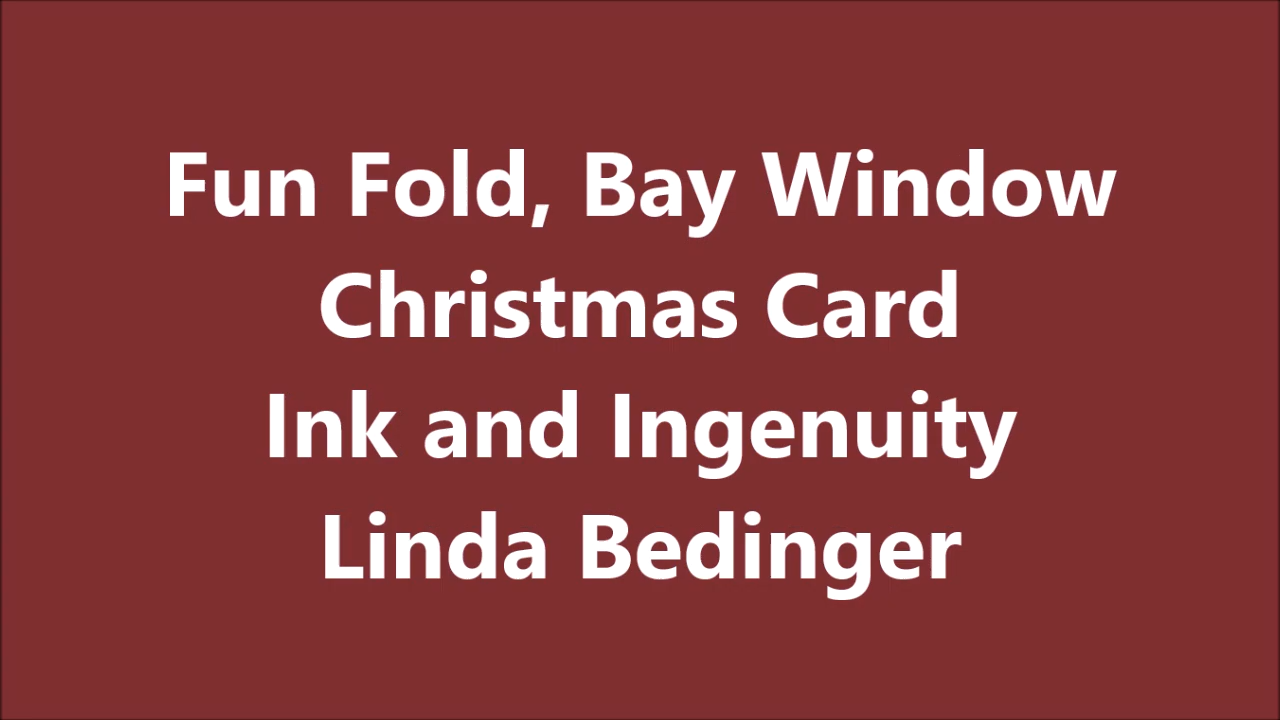 Fun Fold, Bay Window
Christmas Card
Ink and Ingenuity
Linda Bedinger